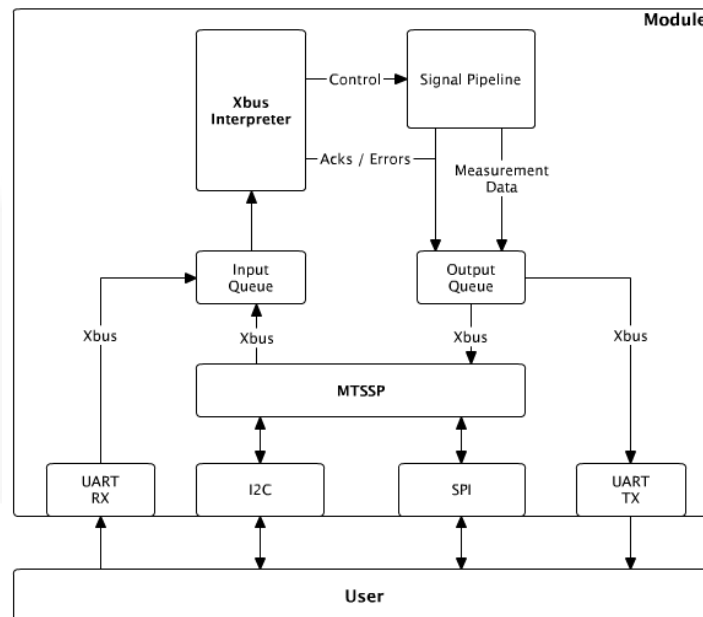 Module
Xbus
Interpreter
Control
Signal Pipeline
Acks / Errors
Measurement
Data
Input
Queue
Output
Queue
Xbus
Xbus
Xbus
Xbus
MTSSP
UART
RX
I2C
SPI
UART
TX
User